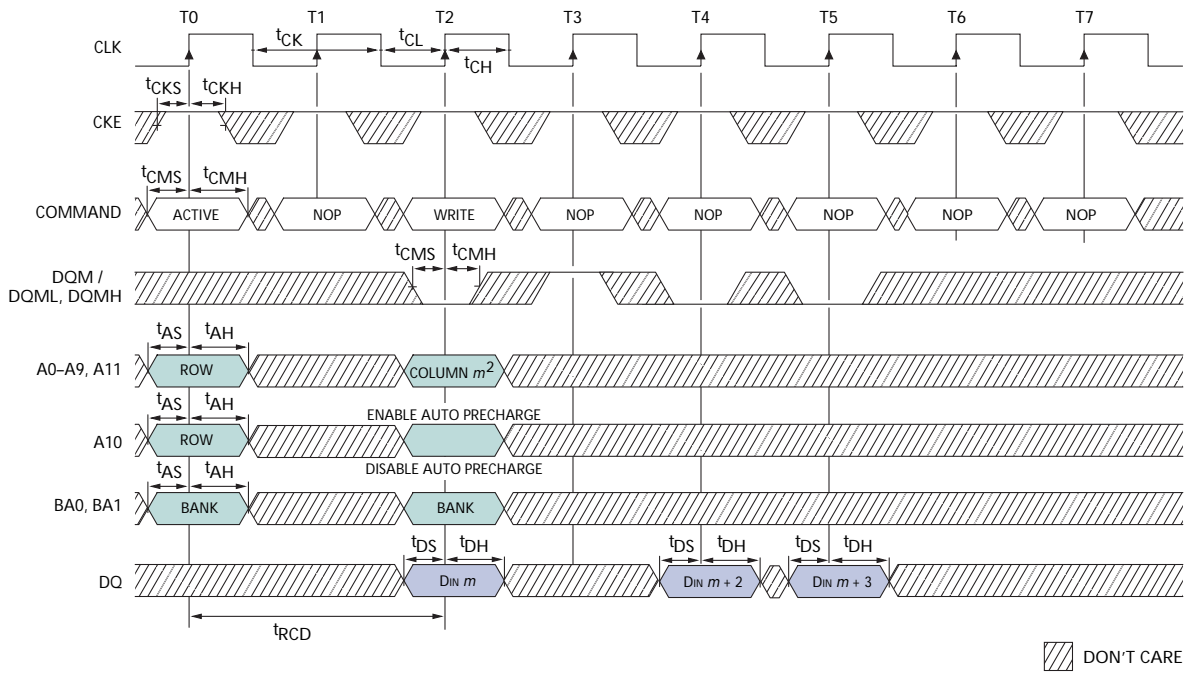 T0 T1 T2 T3 T4 T5 T6 T7
CLK
tCK tCL
tCH
tCKS tCKH
CKE
tCMS tCMH
COMMAND
ACTIVE NOP WRITE NOP NOP NOP NOP NOP
tCMS tCMH
DQM /
DQML, DQMH
tAS tAH
A0–A9, A11
ROW COLUMN m2
tAS tAH
ENABLE AUTO PRECHARGE
A10
ROW
tAS tAH
DISABLE AUTO PRECHARGE
BA0, BA1
BANK BANK
tDS tDH tDS tDH tDS tDH
DQ
DIN m DIN m + 2 DIN m + 3
tRCD
DON'T CARE